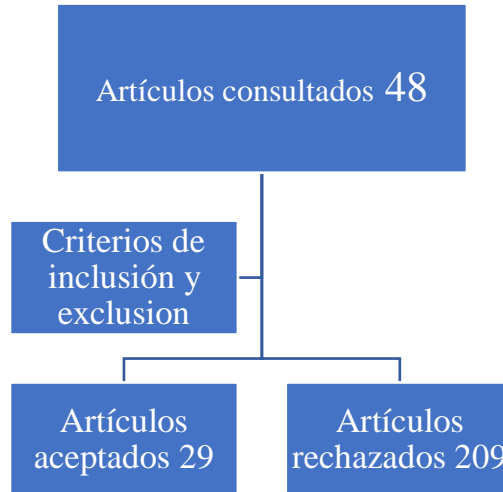 Artículos consultados 48
Criterios de
inclusión y
exclusion
Artículos
aceptados 29
Artículos
rechazados 209